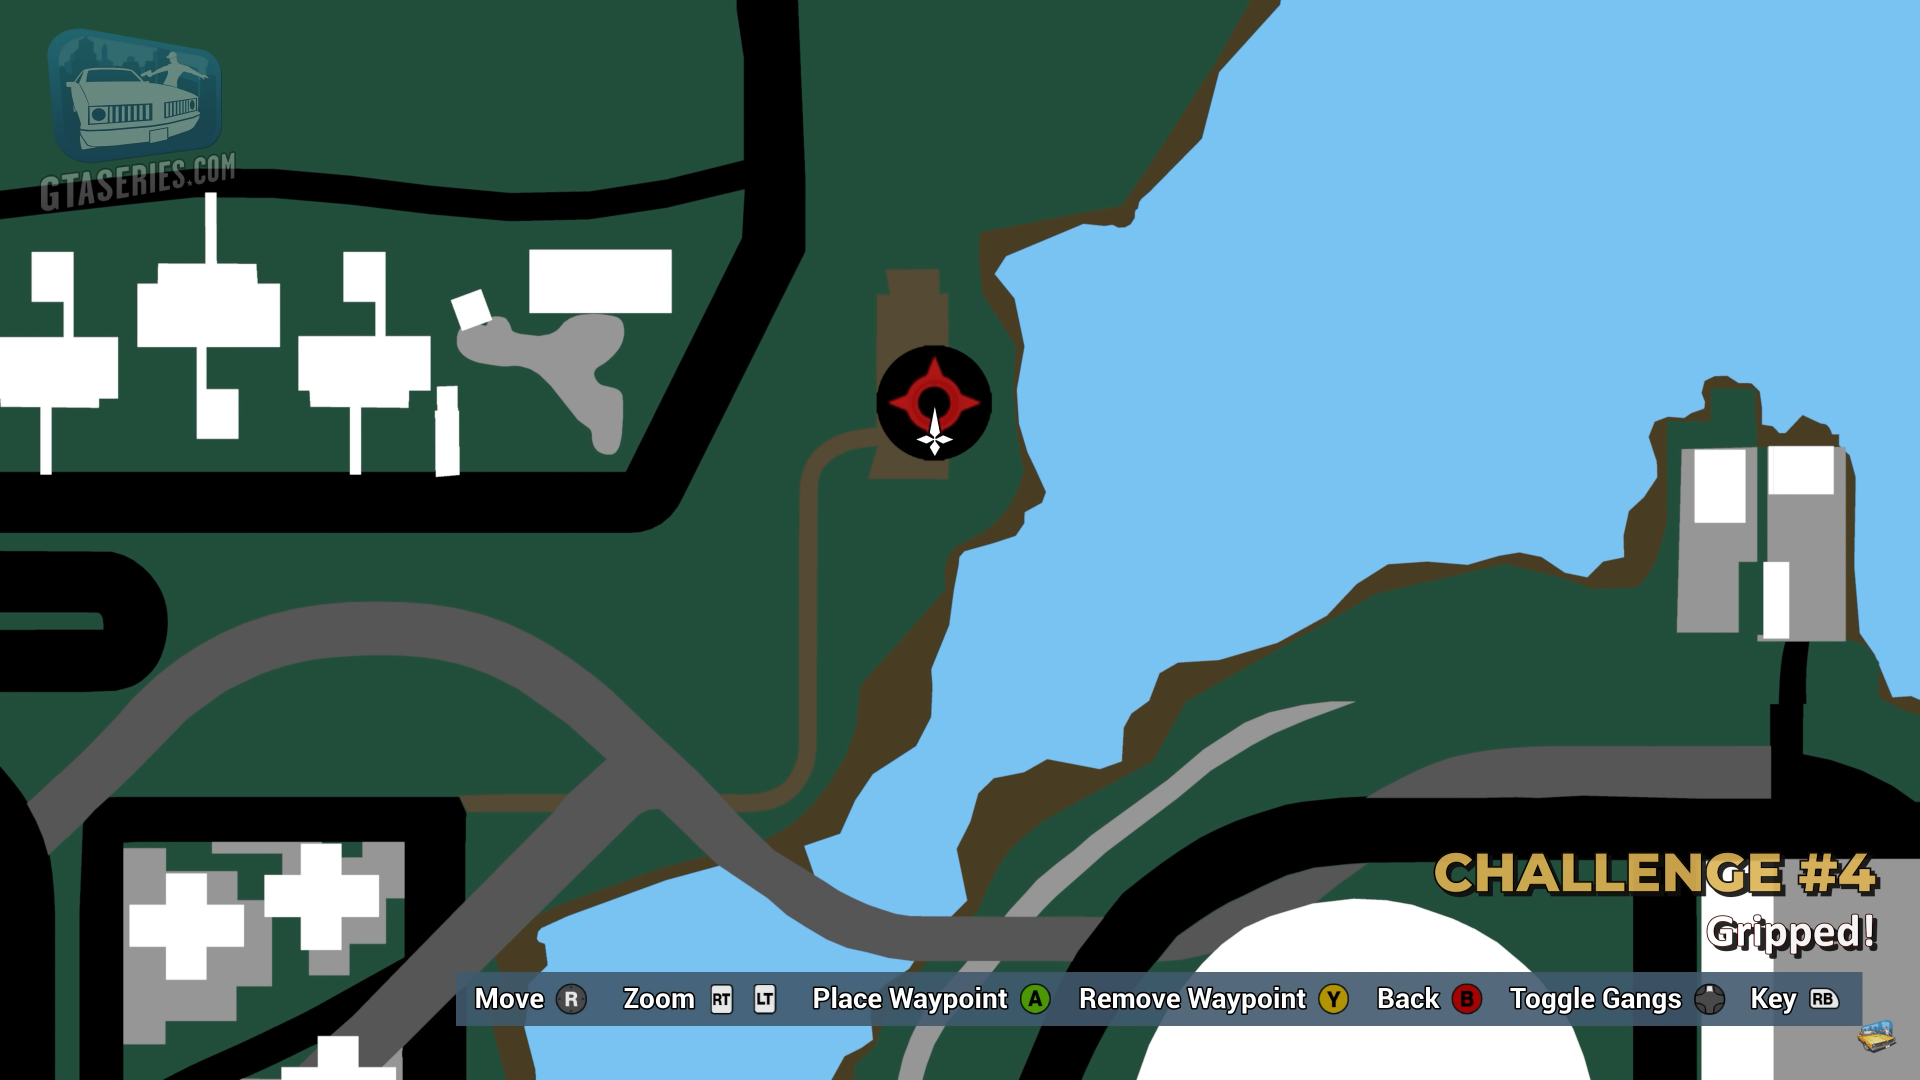 GTASERIES.COM
CHALLENGE #4
Gripped!
Move R Zoom RT LT Place Waypoint A Remove Waypoint Y Back B Toggle Gangs Key RB